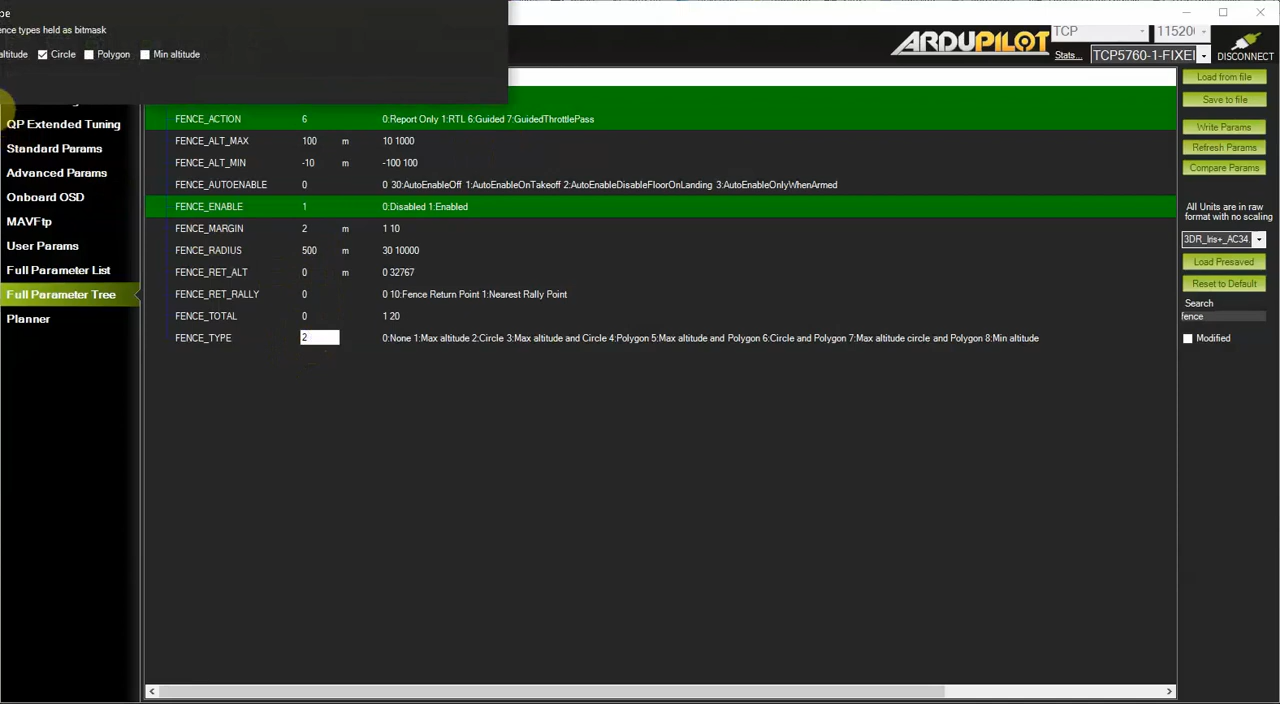 pe
ence types held as bitmask
altitude Circle Polygon Min altitude
ARDUPILOT
TCP 11520
Stats... TCP5760-1-FIXEI
DISCONNECT
QP Extended Tuning
Standard Params
Advanced Params
Onboard OSD
MAVFtp
User Params
Full Parameter List
Full Parameter Tree
Planner
FENCE_ACTION 6 0:Report Only 1:RTL 6:Guided 7:GuidedThrottlePass
FENCE_ALT_MAX 100 m 10 1000
FENCE_ALT_MIN -10 m -100 100
FENCE_AUTOENABLE 0 0 30:AutoEnableOff 1:AutoEnableOnTakeoff 2:AutoEnableDisableFloorOnLanding 3:AutoEnableOnlyWhenArmed
FENCE_ENABLE 1 0:Disabled 1:Enabled
FENCE_MARGIN 2 m 1 10
FENCE_RADIUS 500 m 30 10000
FENCE_RET_ALT 0 m 0 32767
FENCE_RET_RALLY 0 0 10:Fence Return Point 1:Nearest Rally Point
FENCE_TOTAL 0 1 20
FENCE_TYPE 2 0:None 1:Max altitude 2:Circle 3:Max altitude and Circle 4:Polygon 5:Max altitude and Polygon 6:Circle and Polygon 7:Max altitude circle and Polygon 8:Min altitude
Load from file
Save to file
Write Params
Refresh Params
Compare Params
All Units are in raw
format with no scaling
3DR_Iris+_AC34.
Load Presaved
Reset to Default
Search
fence
Modified